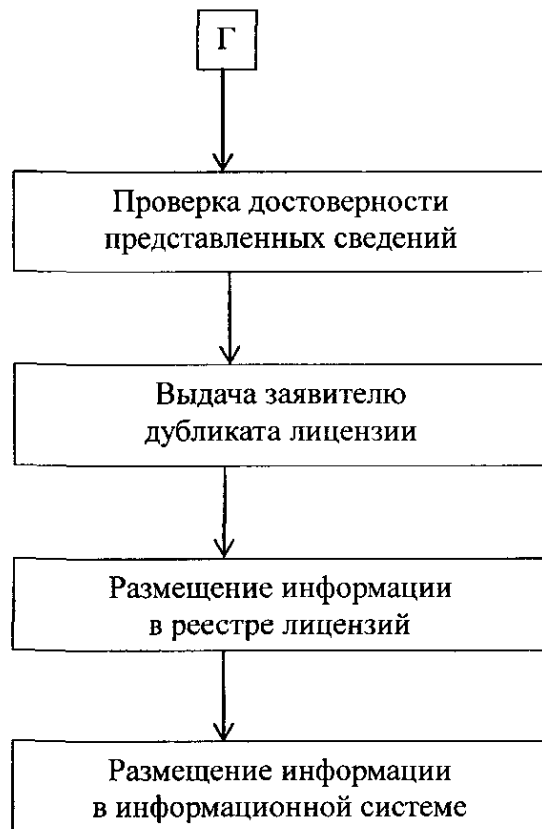 Г
Проверка достоверности
представленных сведений
Выдача заявителю
дубликата лицензии
Размещение информации
в реестре лицензий
Размещение информации
в информационной системе